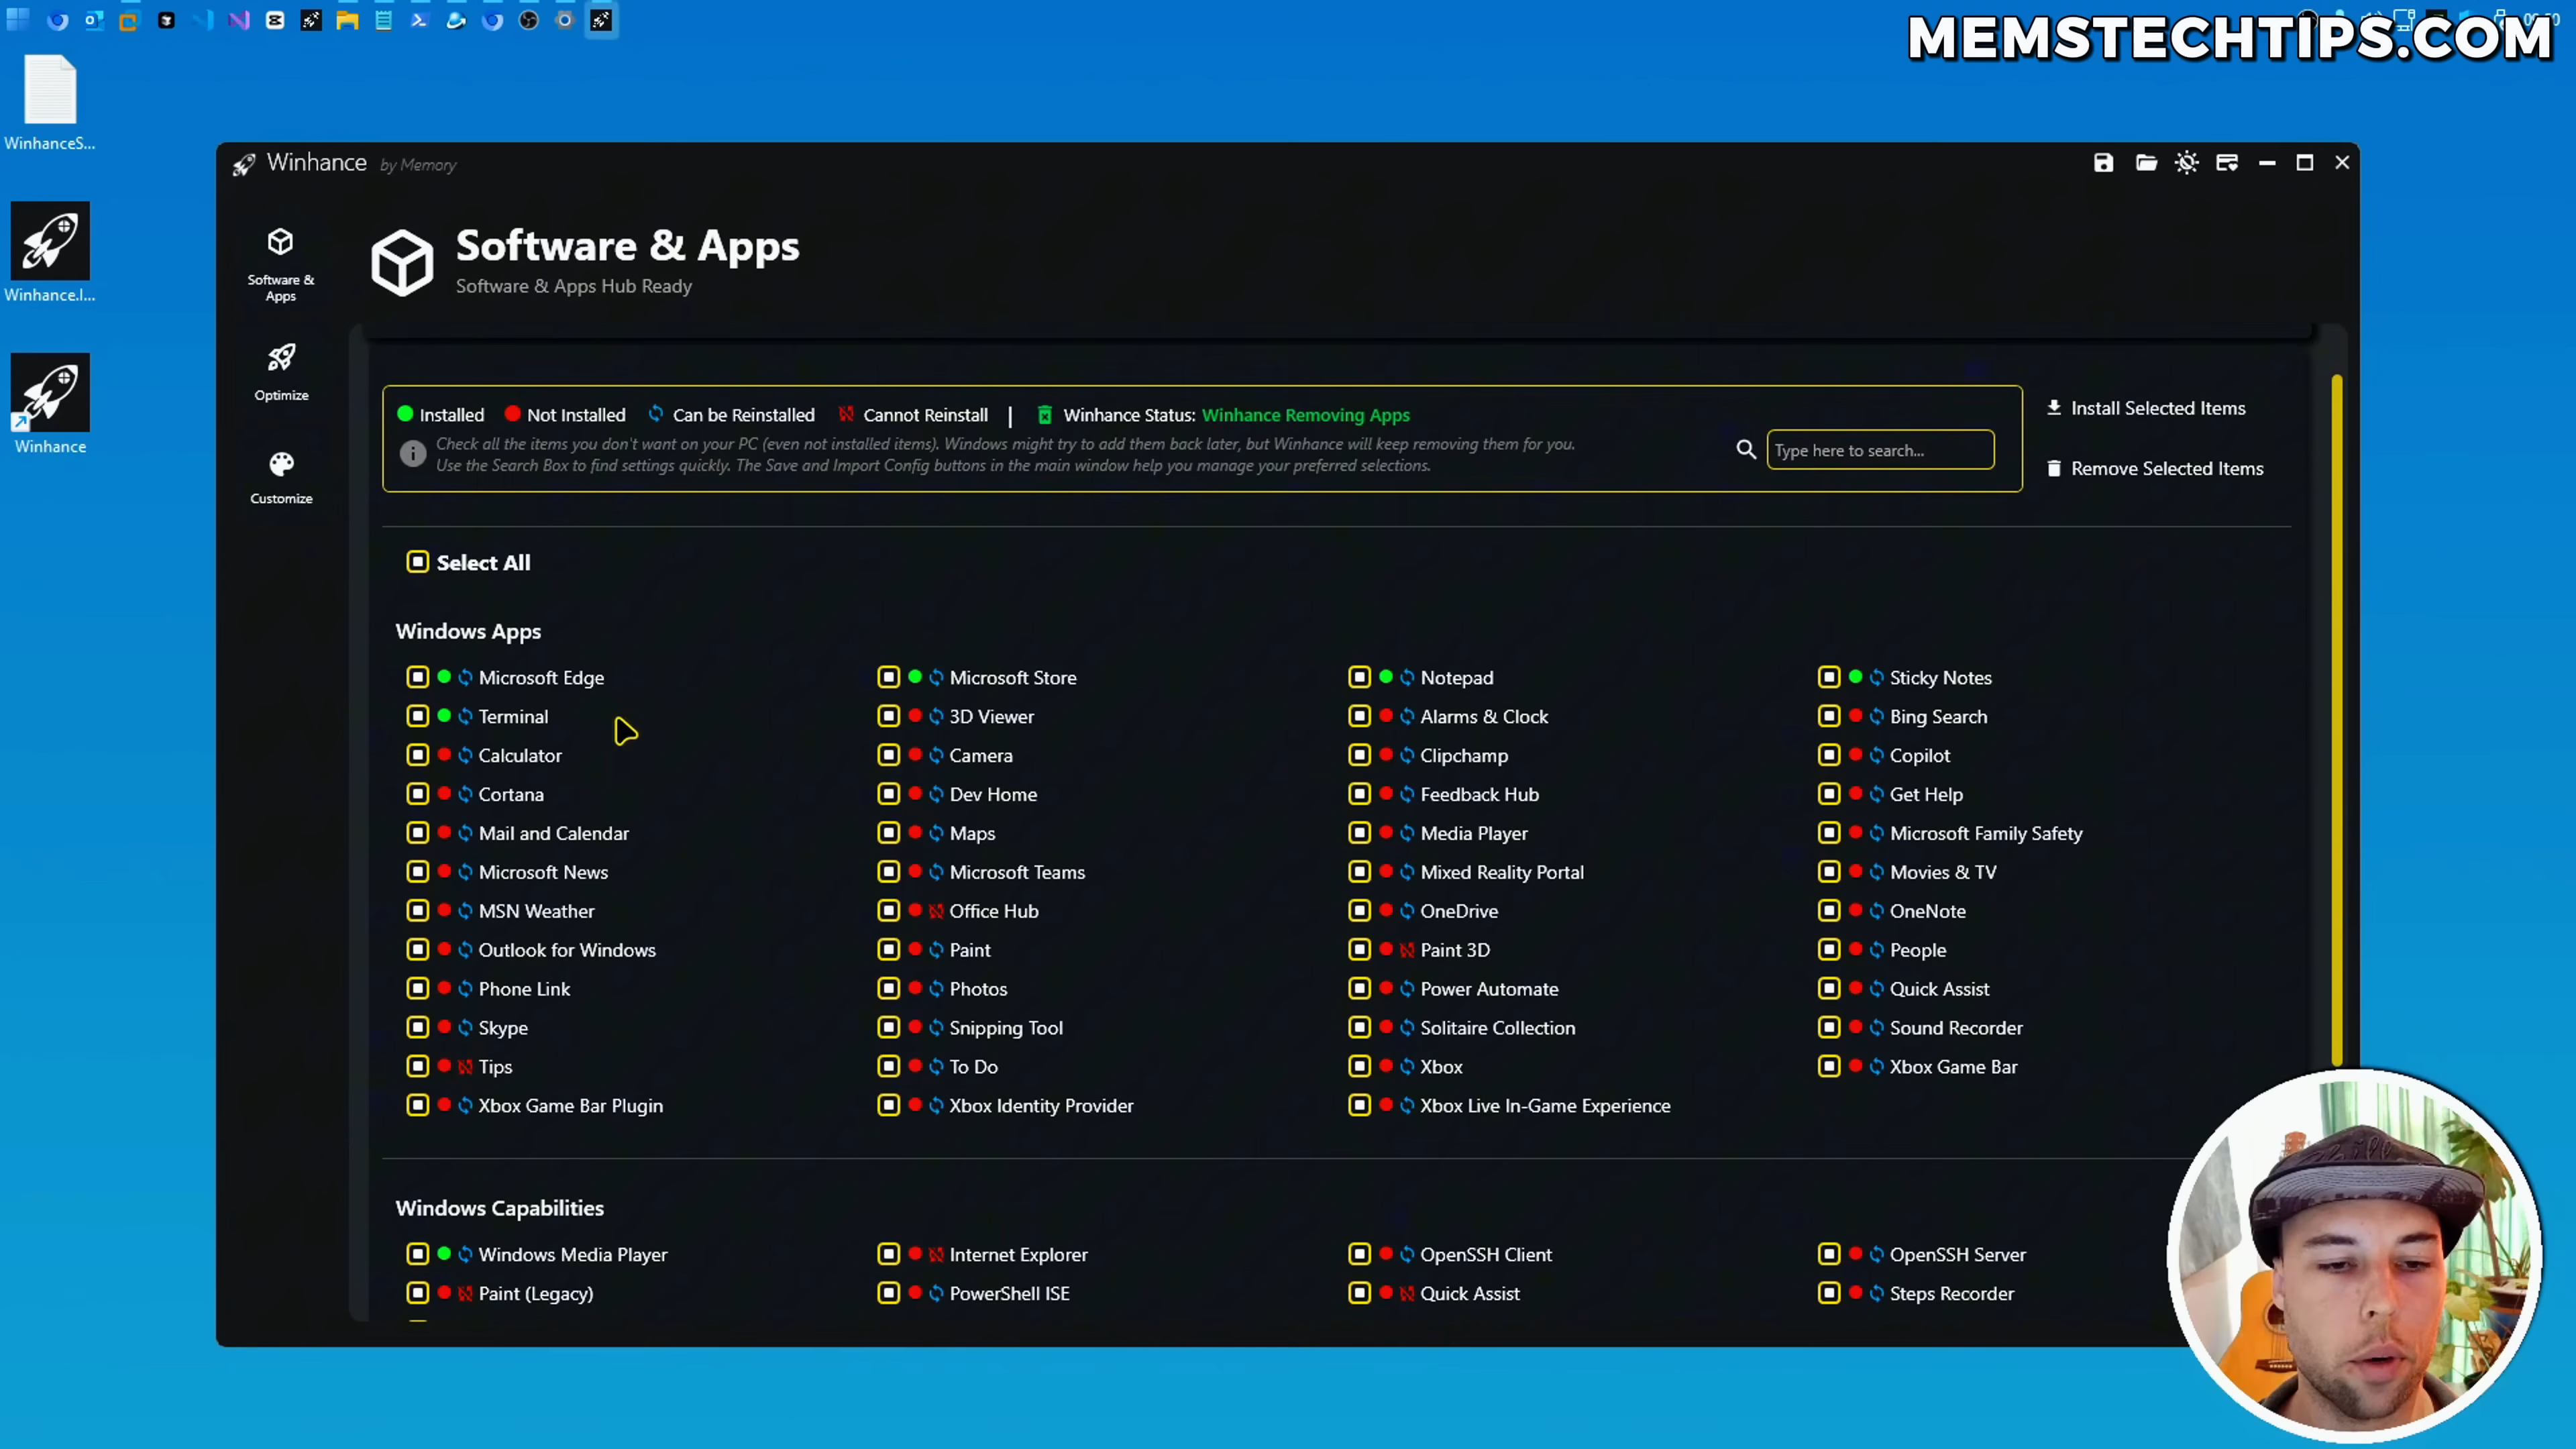 MEMSTECHTIPS.COM
WinhanceS...
Winhance.I...
Winhance
Winhance by Memory
Software & Apps
Optimize
Customize
Software & Apps
Software & Apps Hub Ready
Installed Not Installed Can be Reinstalled Cannot Reinstall | Winhance Status: Winhance Removing Apps
Check all the items you don't want on your PC (even not installed items). Windows might try to add them back later, but Winhance will keep removing them for you.
Use the Search Box to find settings quickly. The Save and Import Config buttons in the main window help you manage your preferred selections.
Type here to search...
Install Selected Items
Remove Selected Items
Select All
Windows Apps
Microsoft Edge Microsoft Store Notepad Sticky Notes
Terminal 3D Viewer Alarms & Clock Bing Search
Calculator Camera Clipchamp Copilot
Cortana Dev Home Feedback Hub Get Help
Mail and Calendar Maps Media Player Microsoft Family Safety
Microsoft News Microsoft Teams Mixed Reality Portal Movies & TV
MSN Weather Office Hub OneDrive OneNote
Outlook for Windows Paint Paint 3D People
Phone Link Photos Power Automate Quick Assist
Skype Snipping Tool Solitaire Collection Sound Recorder
Tips To Do Xbox Xbox Game Bar
Xbox Game Bar Plugin Xbox Identity Provider Xbox Live In-Game Experience
Windows Capabilities
Windows Media Player Internet Explorer OpenSSH Client OpenSSH Server
Paint (Legacy) PowerShell ISE Quick Assist Steps Recorder